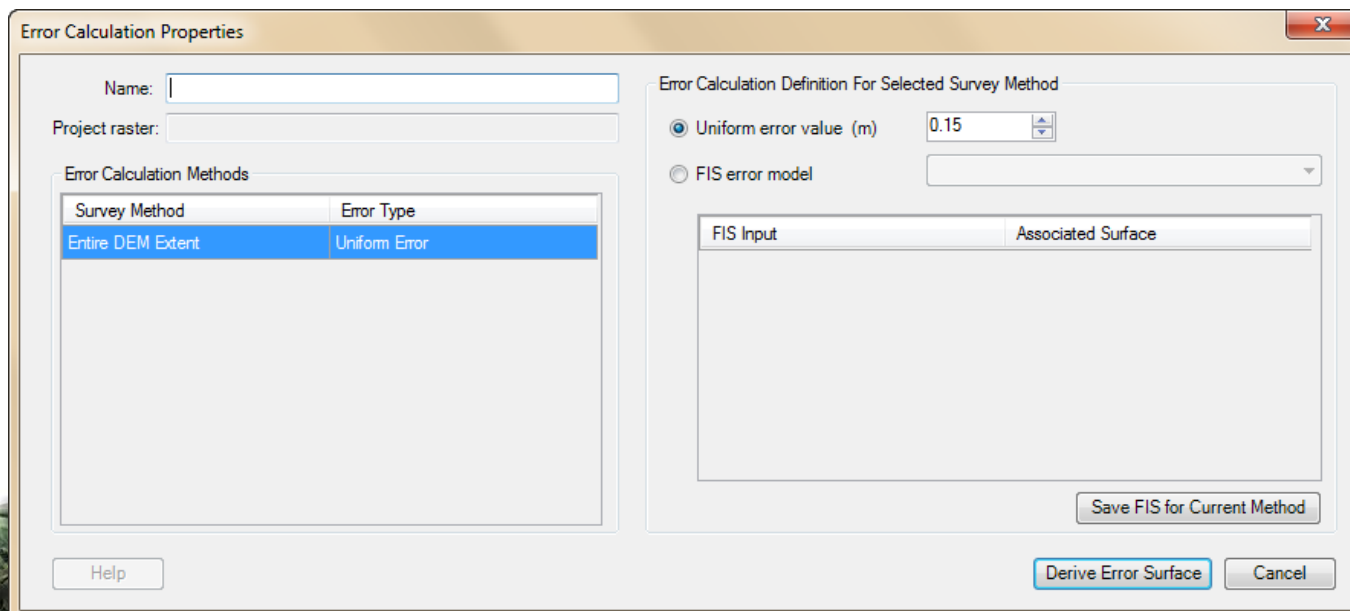 Error Calculation Properties
Name:
Project raster:
Error Calculation Methods
Survey Method Error Type
Entire DEM Extent Uniform Error
Error Calculation Definition For Selected Survey Method
Uniform error value (m) 0.15
FIS error model
FIS Input Associated Surface
Save FIS for Current Method
Help
Derive Error Surface
Cancel